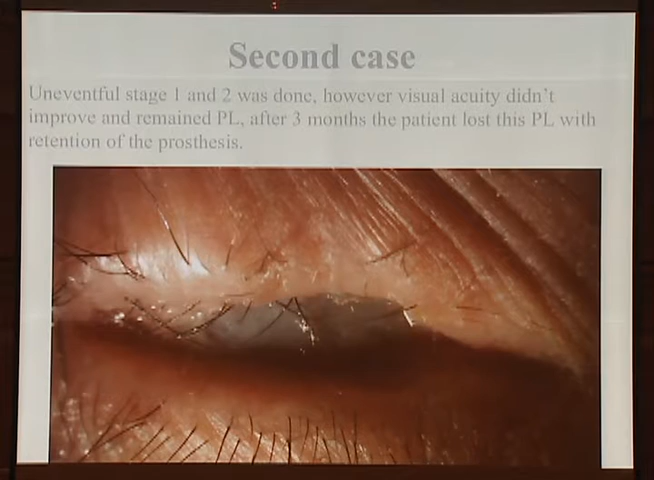 Second case
Uneventful stage 1 and 2 was done, however visual acuity didn't
improve and remained PL, after 3 months the patient lost this PL with
retention of the prosthesis.